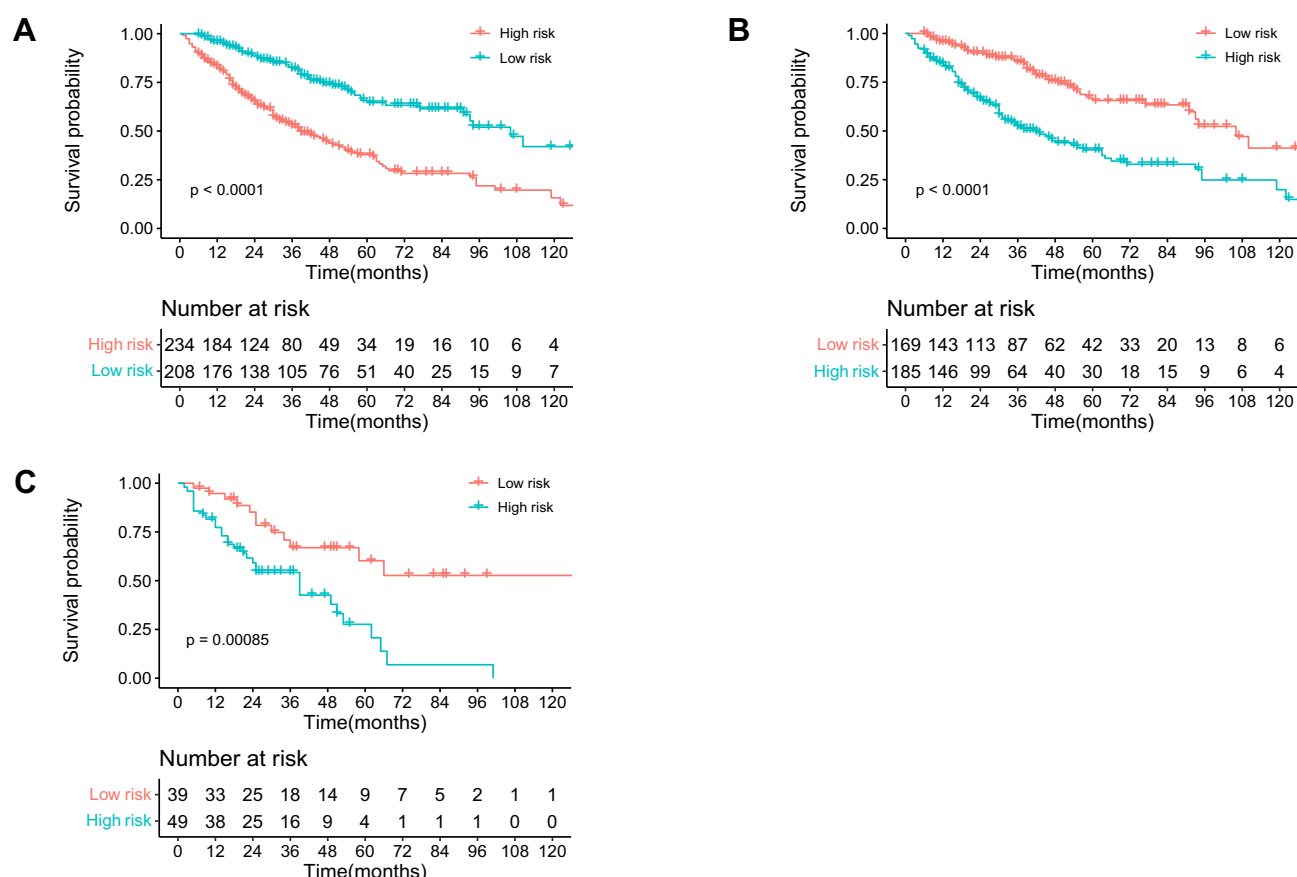 A
Survival probability
1.00
0.75
0.50
0.25
0.00
High risk
Low risk
p < 0.0001
0 12 24 36 48 60 72 84 96 108 120
Time(months)
Number at risk
High risk 234 184 124 80 49 34 19 16 10 6 4
Low risk 208 176 138 105 76 51 40 25 15 9 7
0 12 24 36 48 60 72 84 96 108 120
Time(months)
B
Survival probability
1.00
0.75
0.50
0.25
0.00
Low risk
High risk
p < 0.0001
0 12 24 36 48 60 72 84 96 108 120
Time(months)
Number at risk
Low risk 169 143 113 87 62 42 33 20 13 8 6
High risk 185 146 99 64 40 30 18 15 9 6 4
0 12 24 36 48 60 72 84 96 108 120
Time(months)
C
Survival probability
1.00
0.75
0.50
0.25
0.00
Low risk
High risk
p = 0.00085
0 12 24 36 48 60 72 84 96 108 120
Time(months)
Number at risk
Low risk 39 33 25 18 14 9 7 5 2 1 1
High risk 49 38 25 16 9 4 1 1 1 0 0
0 12 24 36 48 60 72 84 96 108 120
Time(months)